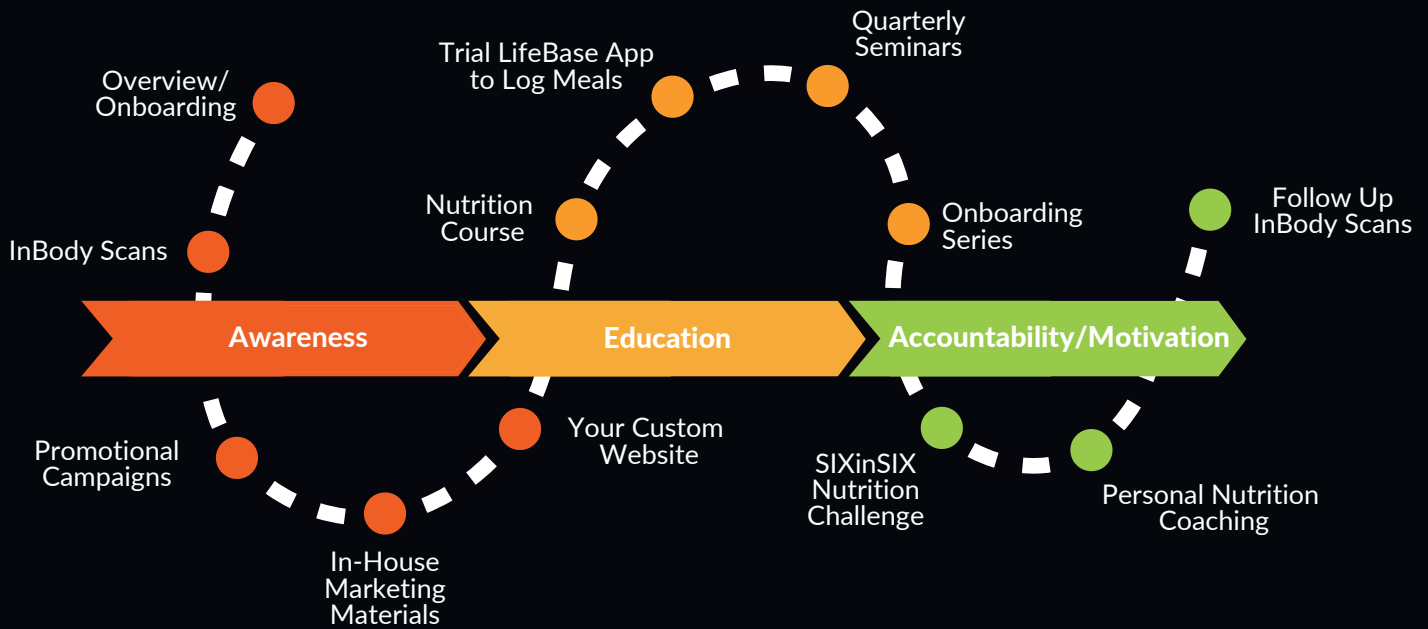 Overview/
Onboarding
InBody Scans
Promotional
Campaigns
In-House
Marketing
Materials
Your Custom
Website
Nutrition
Course
Trial LifeBase App
to Log Meals
Quarterly
Seminars
Onboarding
Series
SIXinSIX
Nutrition
Challenge
Personal Nutrition
Coaching
Follow Up
InBody Scans
Awareness
Education
Accountability/Motivation